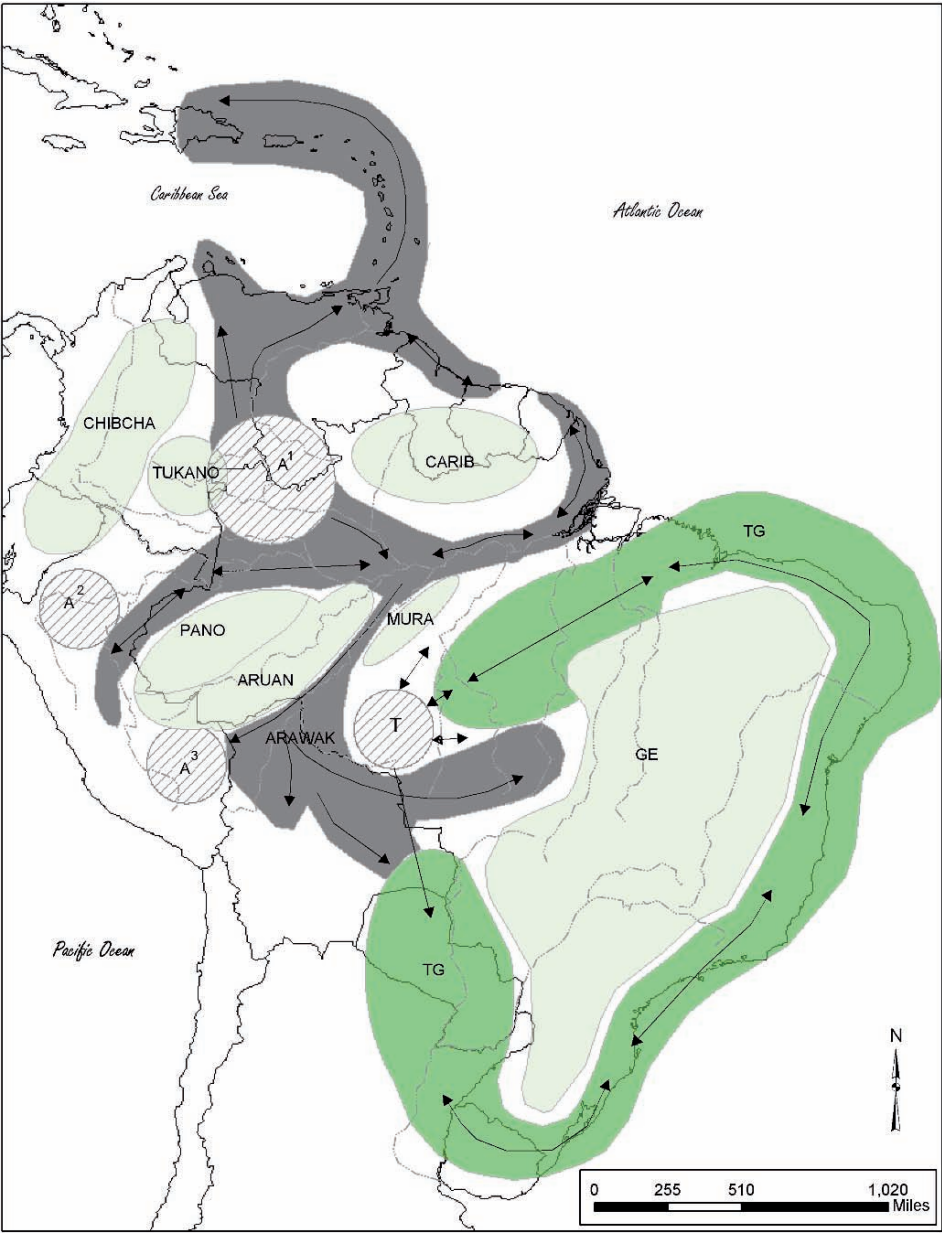 Caribbean Sea
Atlantic Ocean
CHIBCHA
TUKANO
A1
CARIB
TG
A2
PANO
MURA
ARUAN
T
ARAWAK
A3
GE
Pacific Ocean
TG
N
0 255 510 1,020
Miles